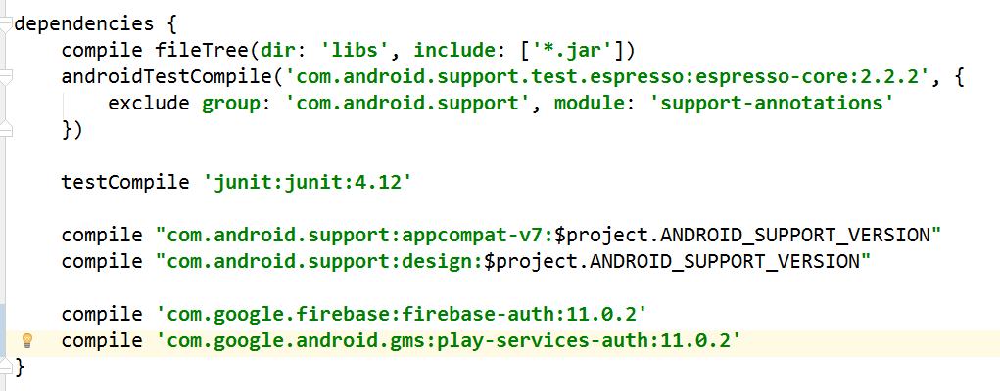 dependencies {
    compile fileTree(dir: 'libs', include: ['*.jar'])
    androidTestCompile('com.android.support.test.espresso:espresso-core:2.2.2', {
        exclude group: 'com.android.support', module: 'support-annotations'
    })
    testCompile 'junit:junit:4.12'
    compile "com.android.support:appcompat-v7:$project.ANDROID_SUPPORT_VERSION"
    compile "com.android.support:design:$project.ANDROID_SUPPORT_VERSION"
    compile 'com.google.firebase:firebase-auth:11.0.2'
    compile 'com.google.android.gms:play-services-auth:11.0.2'
}